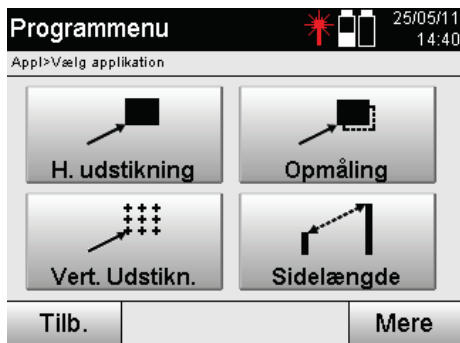 Programmenu
25/05/11
14:40
Appl>Vælg applikation
H. udstikning
Opmåling
Vert. Udstikn.
Sidelængde
Tilb.
Mere